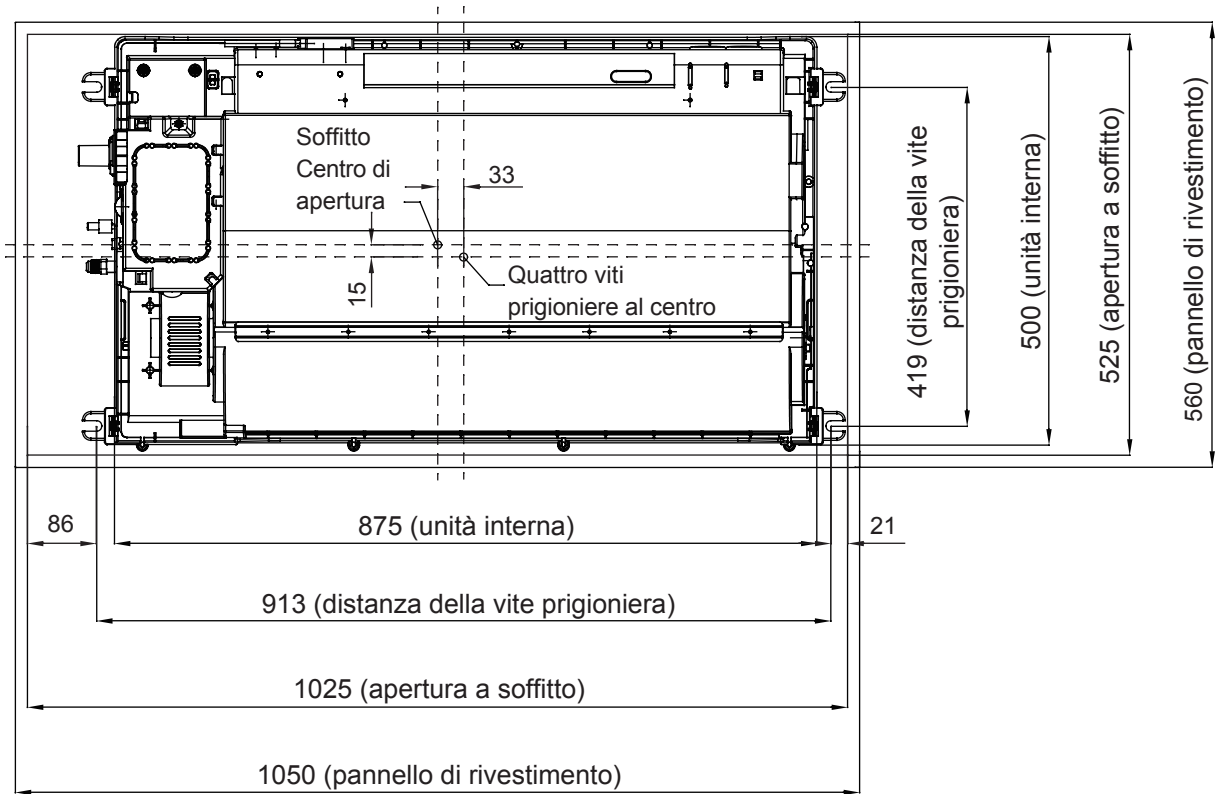 Soffitto
Centro di
apertura
33
15
Quattro viti
prigioniere al centro
419 (distanza della vite
prigioniera)
500 (unità interna)
525 (apertura a soffitto)
560 (pannello di rivestimento)
86
875 (unità interna)
21
913 (distanza della vite prigioniera)
1025 (apertura a soffitto)
1050 (pannello di rivestimento)